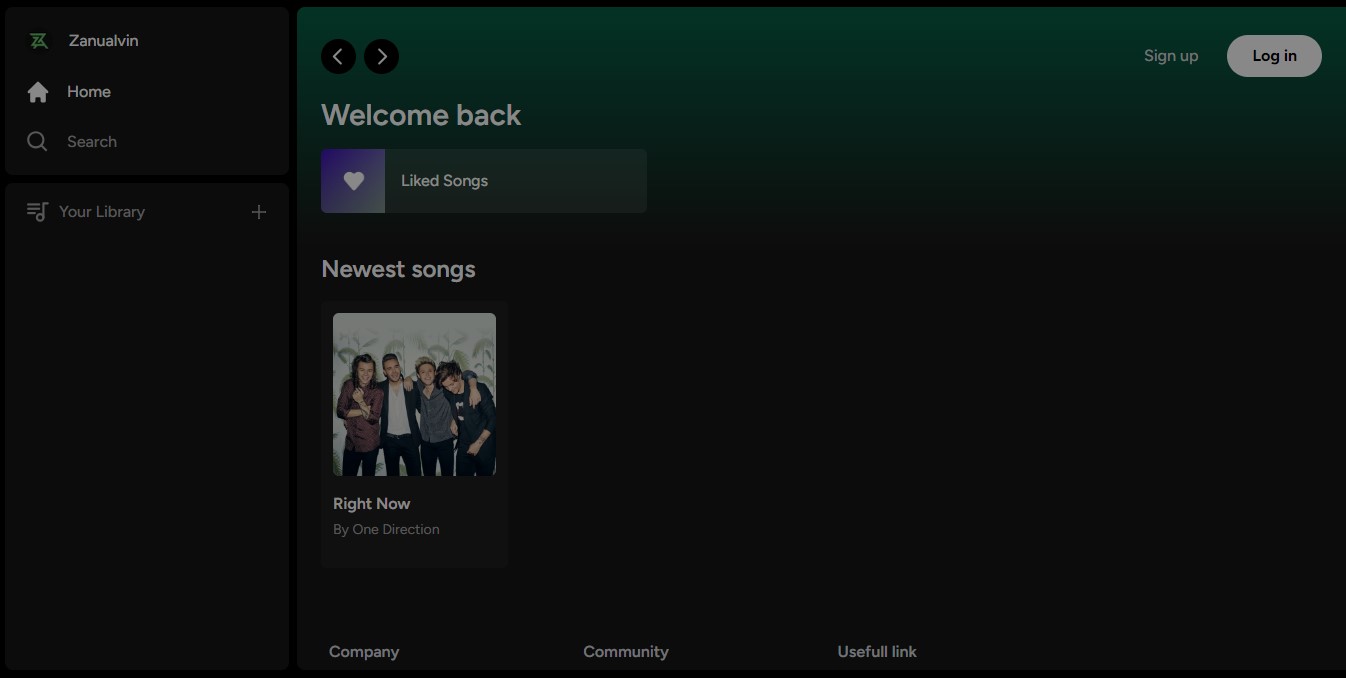 Zanualvin
Home
Search
Your Library
Sign up
Log in
Welcome back
Liked Songs
Newest songs
Right Now
By One Direction
Company
Community
Usefull link